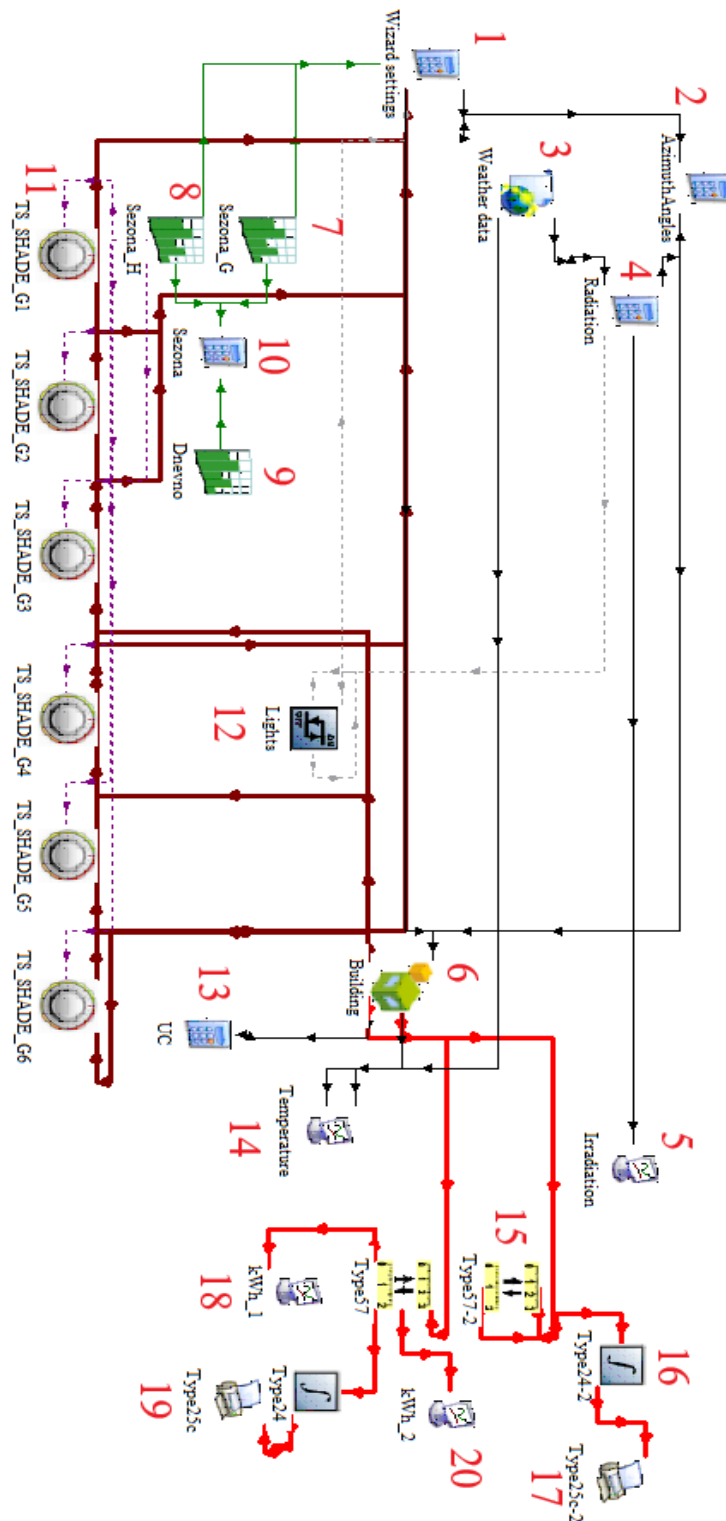 1
Wizard settings
2
AzimuthAngles
3
Weather data
4
Radiation
5
Irradiation
6
Building
7
Sezona_G
8
Sezona_H
9
Dnevno
10
Sezona
11
TS_SHADE_G1
TS_SHADE_G2
TS_SHADE_G3
TS_SHADE_G4
TS_SHADE_G5
TS_SHADE_G6
12
Lights
13
UC
14
Temperature
15
Type57-2
16
Type24-2
17
Type25c-2
Type57
18
kWh_1
Type24
19
Type25c
20
kWh_2